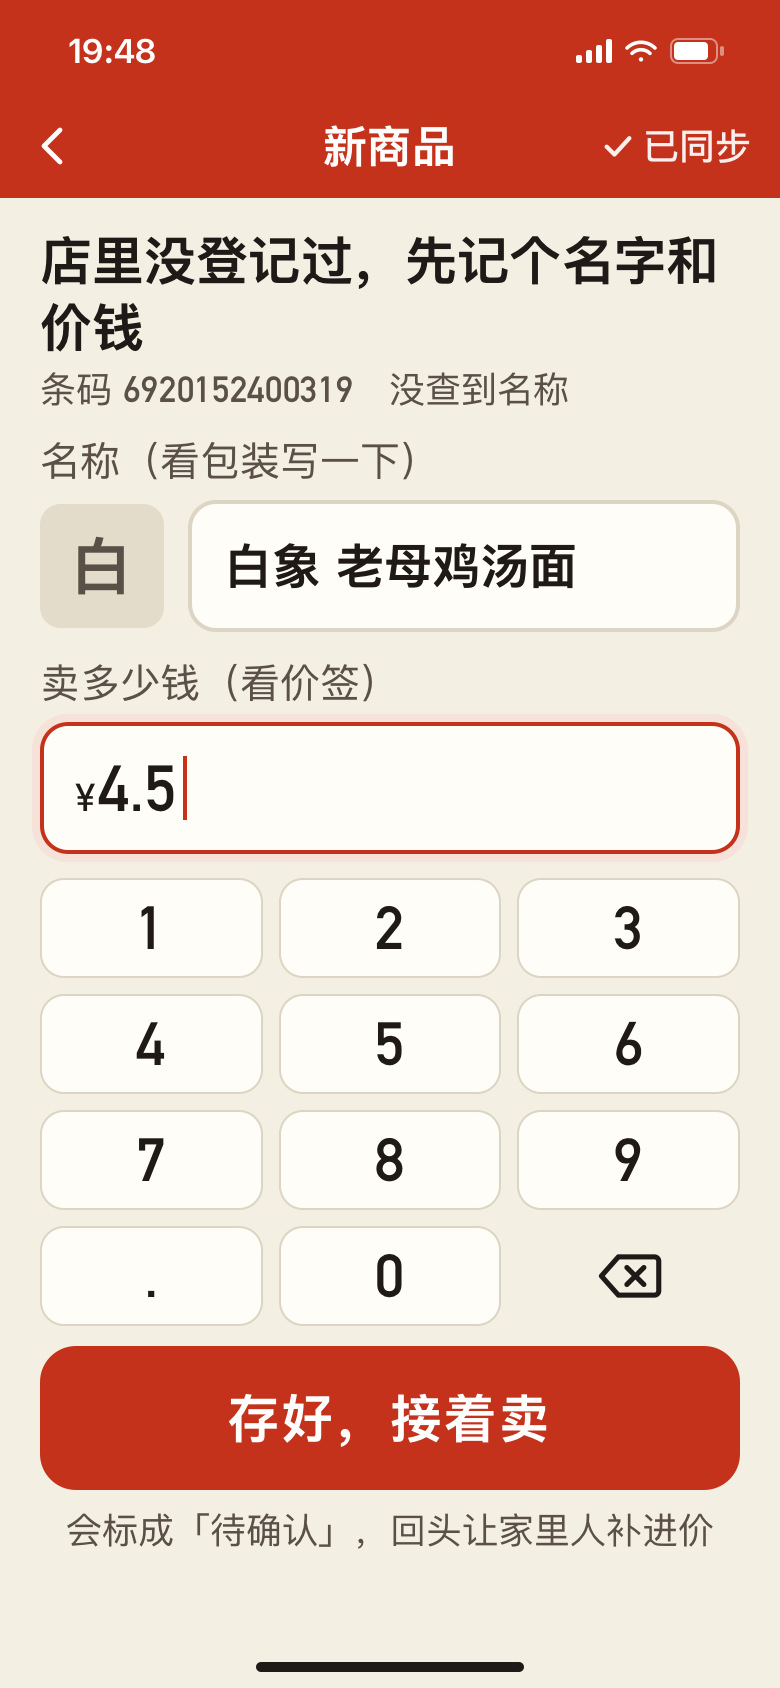 19:48
新商品
已同步
店里没登记过，先记个名字和
价钱
条码 6920152400319 没查到名称
名称（看包装写一下）
白
白象 老母鸡汤面
卖多少钱（看价签）
¥4.5
1 2 3
4 5 6
7 8 9
. 0
存好，接着卖
会标成「待确认」，回头让家里人补进价